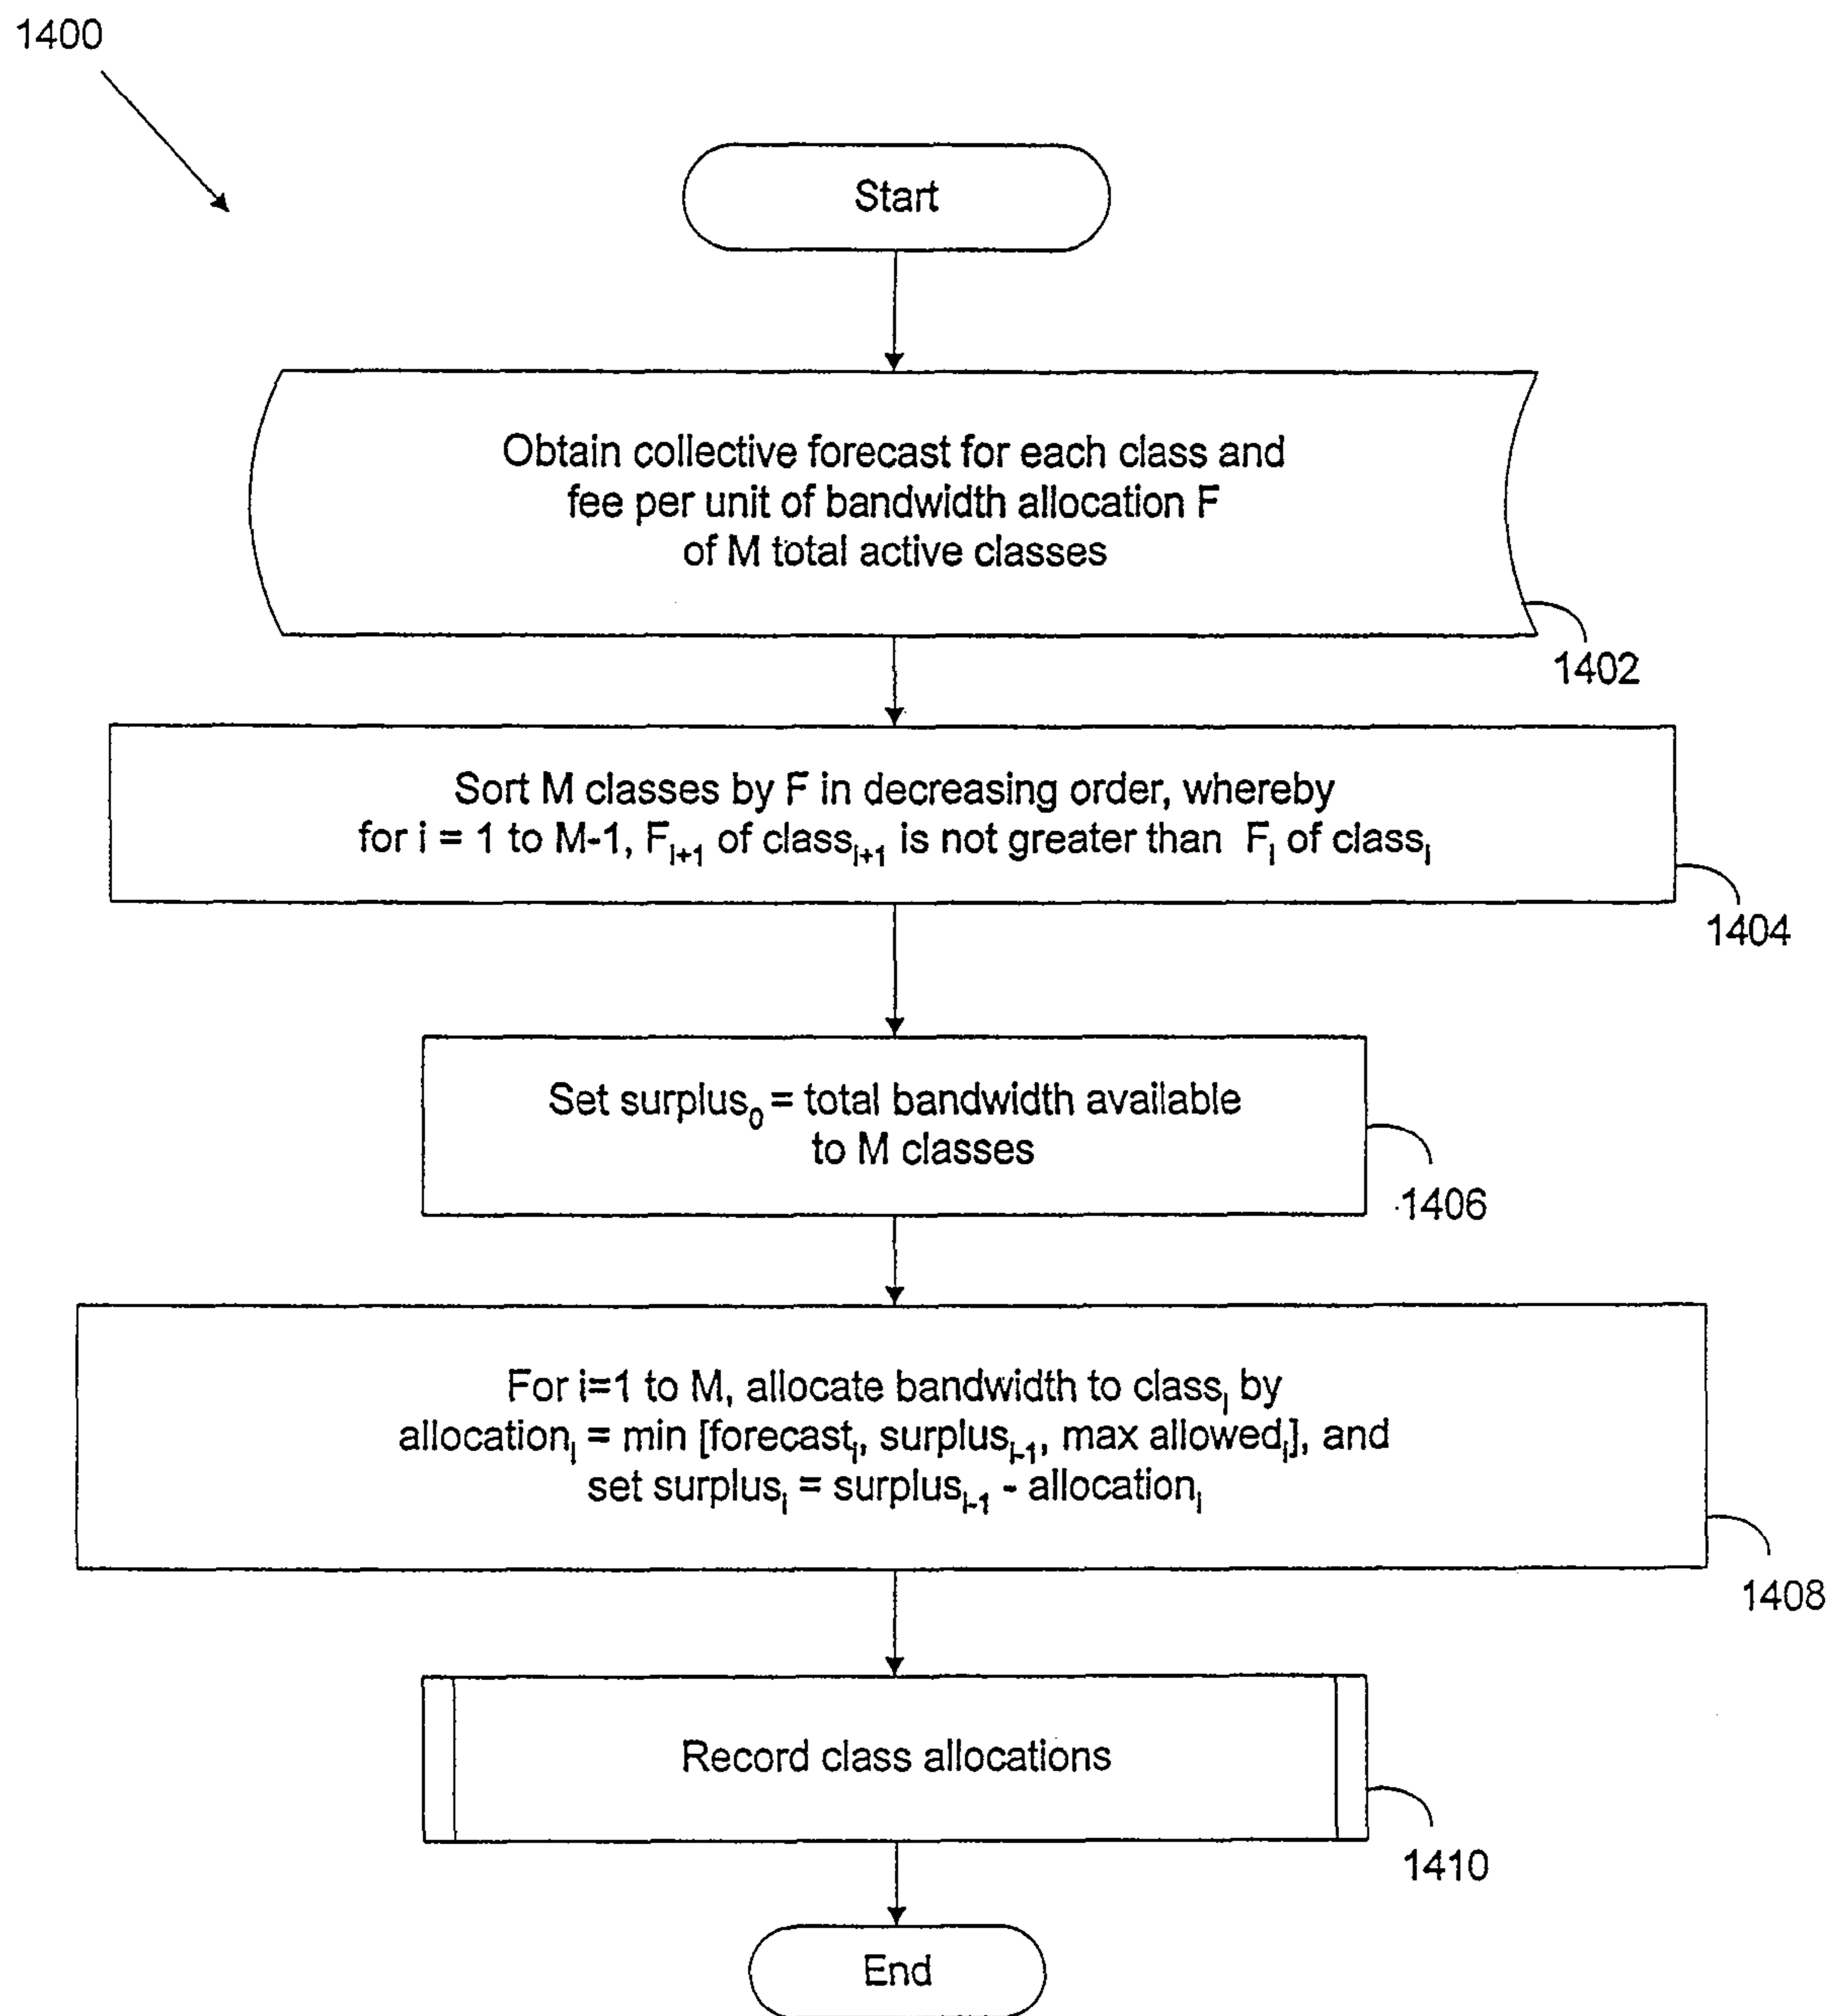 1400
Start
Obtain collective forecast for each class and
fee per unit of bandwidth allocation F
of M total active classes
1402
Sort M classes by F in decreasing order, whereby
for i = 1 to M-1, Fᵢ₊₁ of classᵢ₊₁ is not greater than Fᵢ of classᵢ
1404
Set surplus₀ = total bandwidth available
to M classes
1406
For i=1 to M, allocate bandwidth to classᵢ by
allocationᵢ = min [forecastᵢ, surplusᵢ₋₁, max allowedᵢ], and
set surplusᵢ = surplusᵢ₋₁ - allocationᵢ
1408
Record class allocations
1410
End